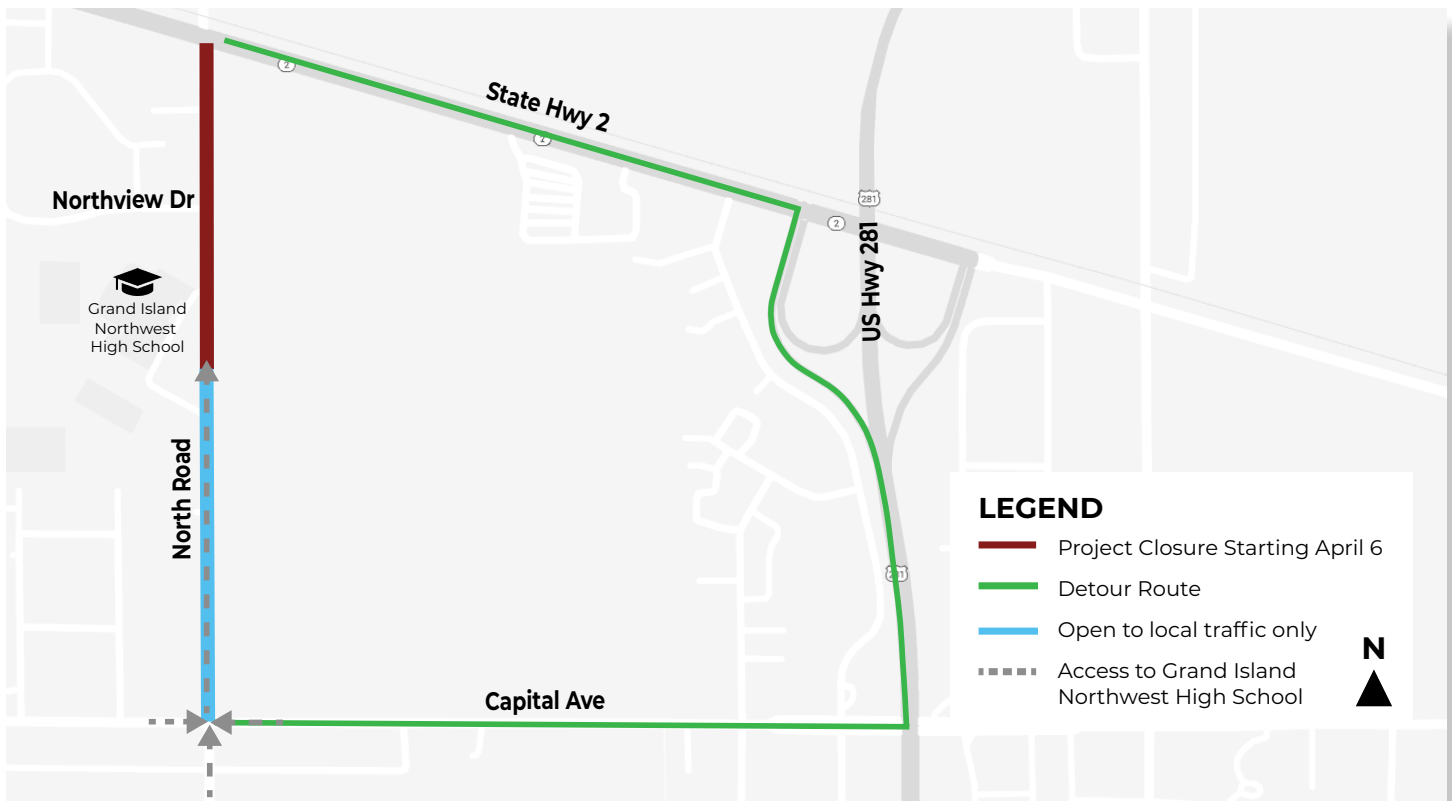 2
State Hwy 2
2
Northview Dr
281
2
US Hwy 281
Grand Island
Northwest
High School
North Road
LEGEND
Project Closure Starting April 6
Detour Route
Open to local traffic only
Access to Grand Island
Northwest High School
N
281
Capital Ave